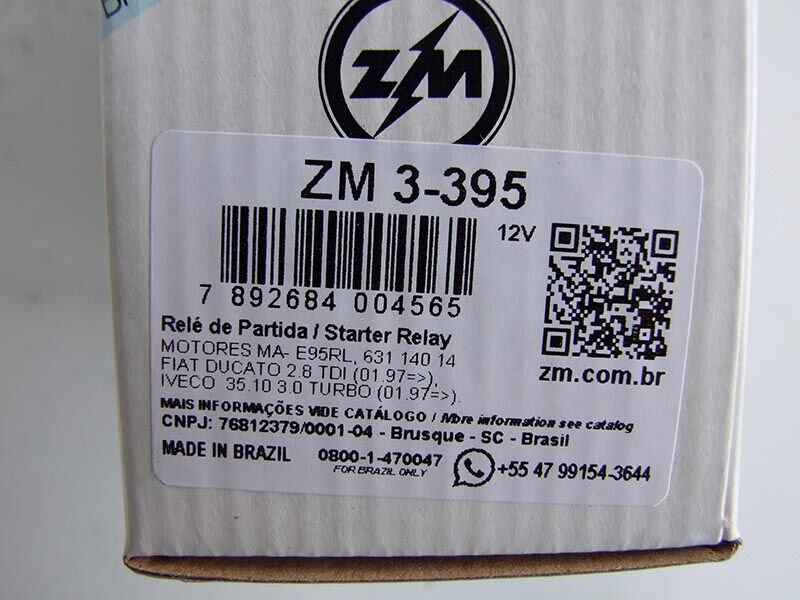 ZM
ZM 3-395
12V
7 892684 004565
Relé de Partida / Starter Relay
MOTORES MA- E95RL, 631 140 14
FIAT DUCATO 2.8 TDI (01.97=>),
IVECO 35.10 3.0 TURBO (01.97=>).
zm.com.br
MAIS INFORMAÇÕES VIDE CATÁLOGO / More information see catalog
CNPJ: 76812379/0001-04 - Brusque - SC - Brasil
MADE IN BRAZIL 0800-1-470047
FOR BRAZIL ONLY
+55 47 99154-3644